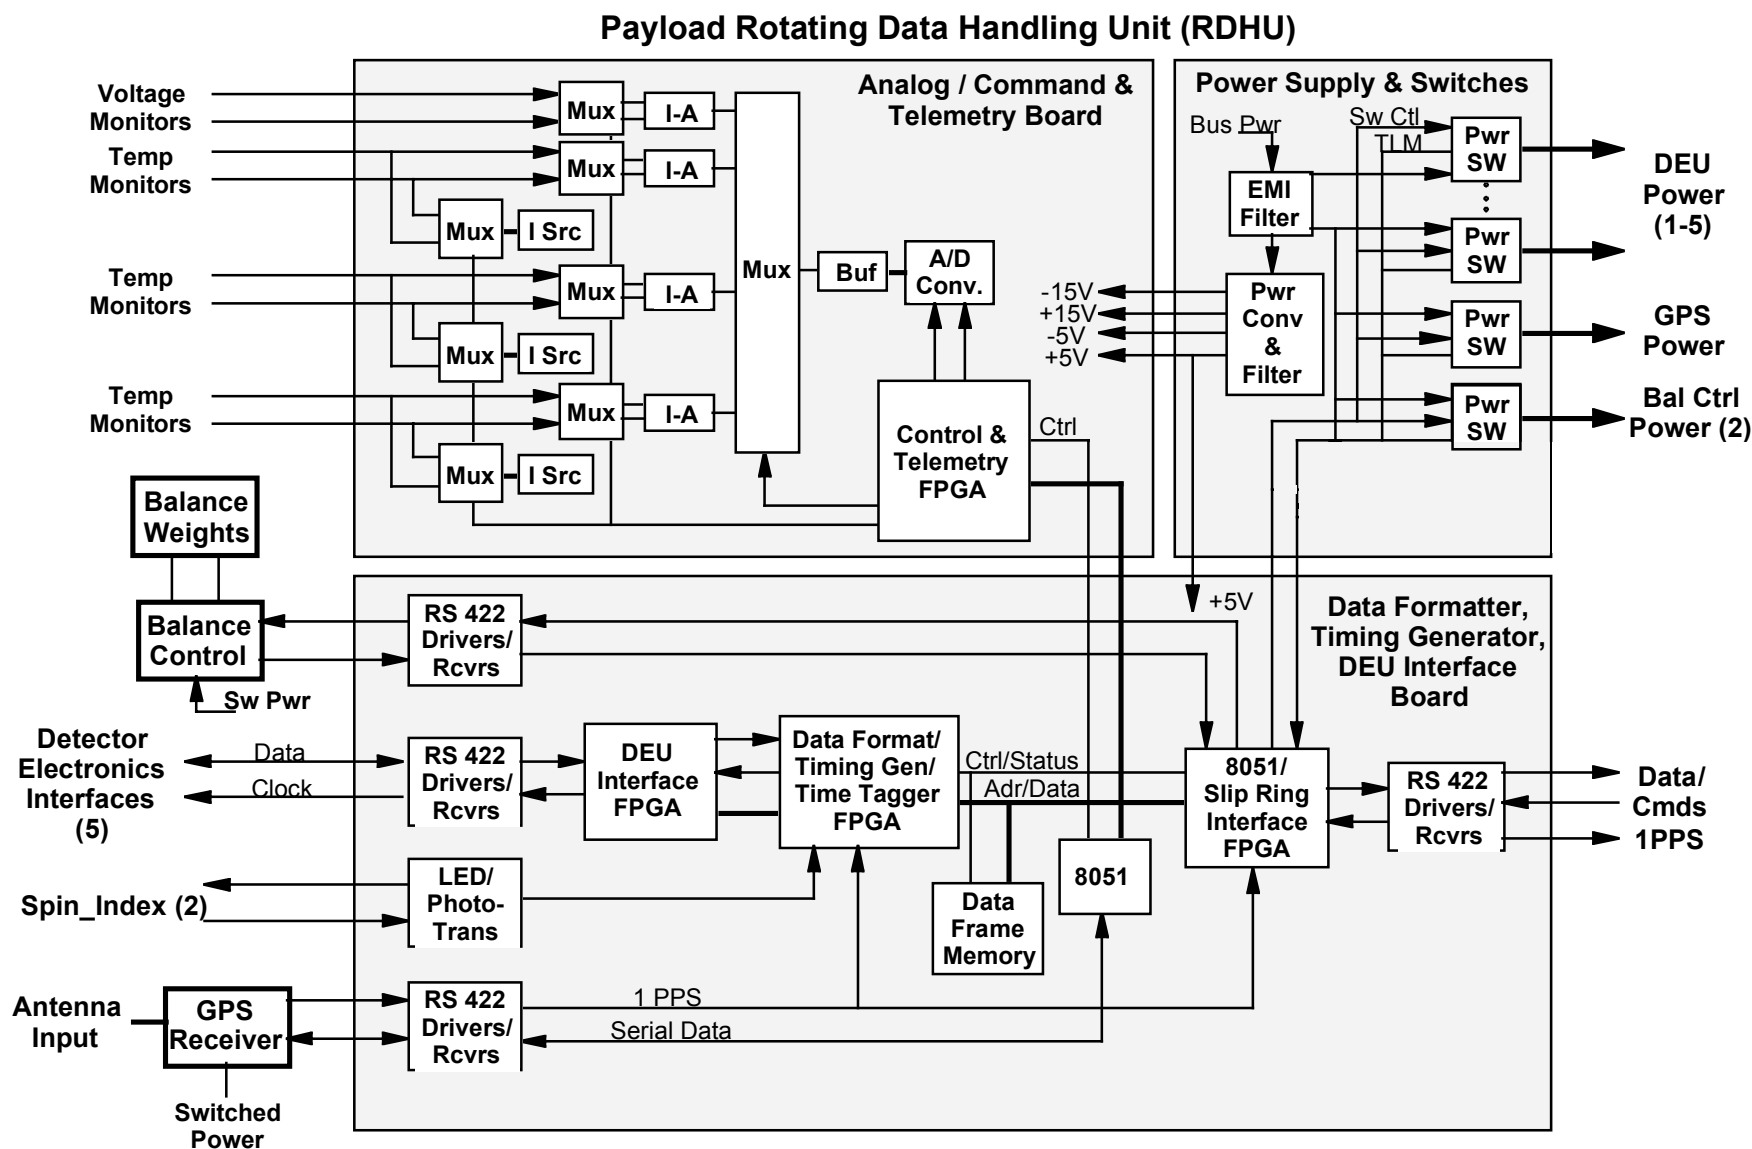 Payload Rotating Data Handling Unit (RDHU)
Analog / Command &
Telemetry Board
Voltage
Monitors
Temp
Monitors
Temp
Monitors
Temp
Monitors
Mux
I-A
Mux
I-A
Mux
I Src
Mux
I-A
Mux
I Src
Mux
I-A
Mux
I Src
Mux
Buf
A/D
Conv.
Control &
Telemetry
FPGA
Ctrl
Power Supply & Switches
Bus Pwr
Sw Ctl
TLM
EMI
Filter
Pwr
Conv
&
Filter
-15V
+15V
-5V
+5V
Pwr
SW
Pwr
SW
Pwr
SW
Pwr
SW
DEU
Power
(1-5)
GPS
Power
Bal Ctrl
Power (2)
Balance
Weights
Balance
Control
Sw Pwr
RS 422
Drivers/
Rcvrs
+5V
Data Formatter,
Timing Generator,
DEU Interface
Board
Detector
Electronics
Interfaces
(5)
Data
Clock
RS 422
Drivers/
Rcvrs
DEU
Interface
FPGA
Data Format/
Timing Gen/
Time Tagger
FPGA
Ctrl/Status
Adr/Data
8051/
Slip Ring
Interface
FPGA
RS 422
Drivers/
Rcvrs
Data/
Cmds
1PPS
Spin_Index (2)
LED/
Photo-
Trans
Data
Frame
Memory
8051
Antenna
Input
GPS
Receiver
Switched
Power
RS 422
Drivers/
Rcvrs
1 PPS
Serial Data